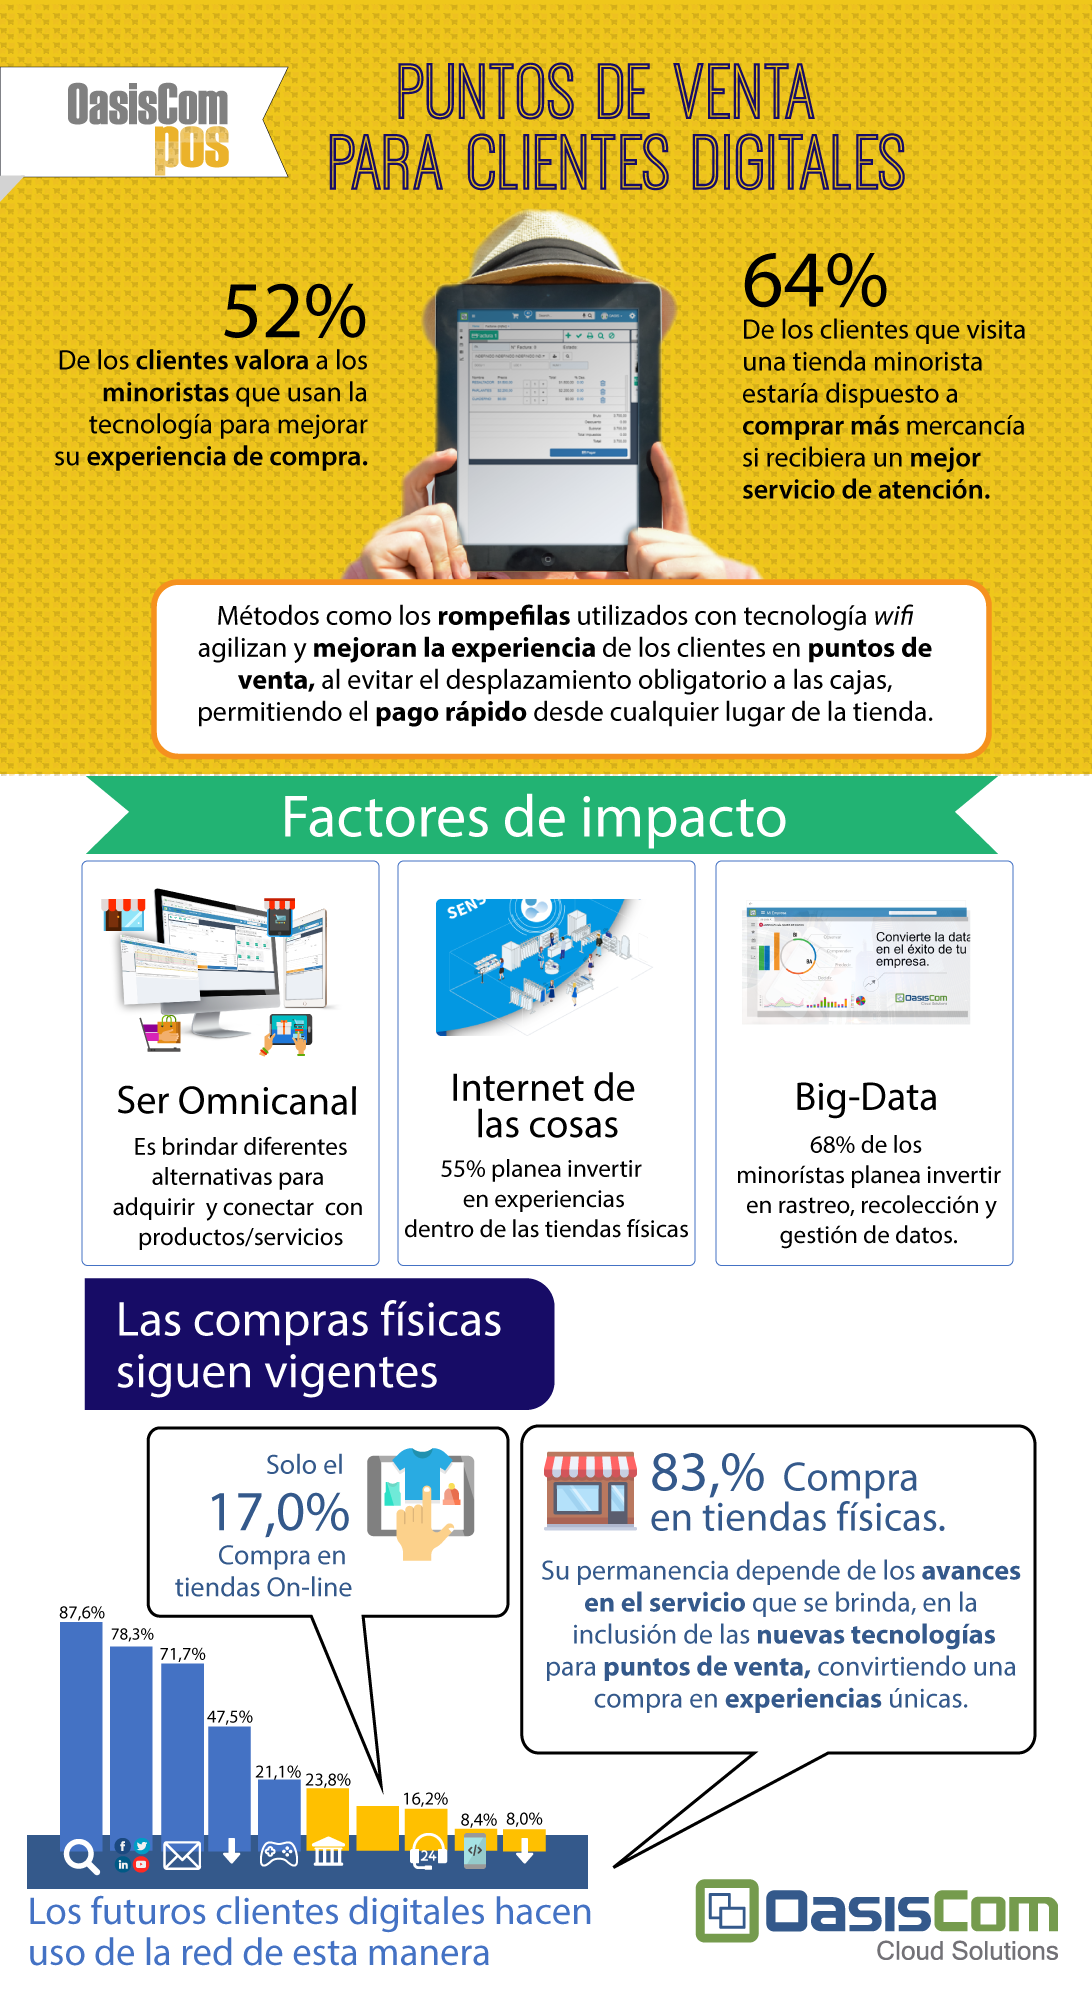 OasisCom
pos
PUNTOS DE VENTA
PARA CLIENTES DIGITALES
52%
De los clientes valora a los
minoristas que usan la
tecnología para mejorar
su experiencia de compra.
64%
De los clientes que visita
una tienda minorista
estaría dispuesto a
comprar más mercancía
si recibiera un mejor
servicio de atención.
Métodos como los rompefilas utilizados con tecnología wifi
agilizan y mejoran la experiencia de los clientes en puntos de
venta, al evitar el desplazamiento obligatorio a las cajas,
permitiendo el pago rápido desde cualquier lugar de la tienda.
Factores de impacto
SENS
Convierte la data
en el éxito de tu
empresa.
OasisCom
Ser Omnicanal
Es brindar diferentes
alternativas para
adquirir y conectar con
productos/servicios
Internet de
las cosas
55% planea invertir
en experiencias
dentro de las tiendas físicas
Big-Data
68% de los
minorístas planea invertir
en rastreo, recolección y
gestión de datos.
Las compras físicas
siguen vigentes
Solo el
17,0%
Compra en
tiendas On-line
83,% Compra
en tiendas físicas.
Su permanencia depende de los avances
en el servicio que se brinda, en la
inclusión de las nuevas tecnologías
para puntos de venta, convirtiendo una
compra en experiencias únicas.
87,6%
78,3%
71,7%
47,5%
21,1%
23,8%
16,2%
8,4%
8,0%
24
Los futuros clientes digitales hacen
uso de la red de esta manera
OasisCom
Cloud Solutions